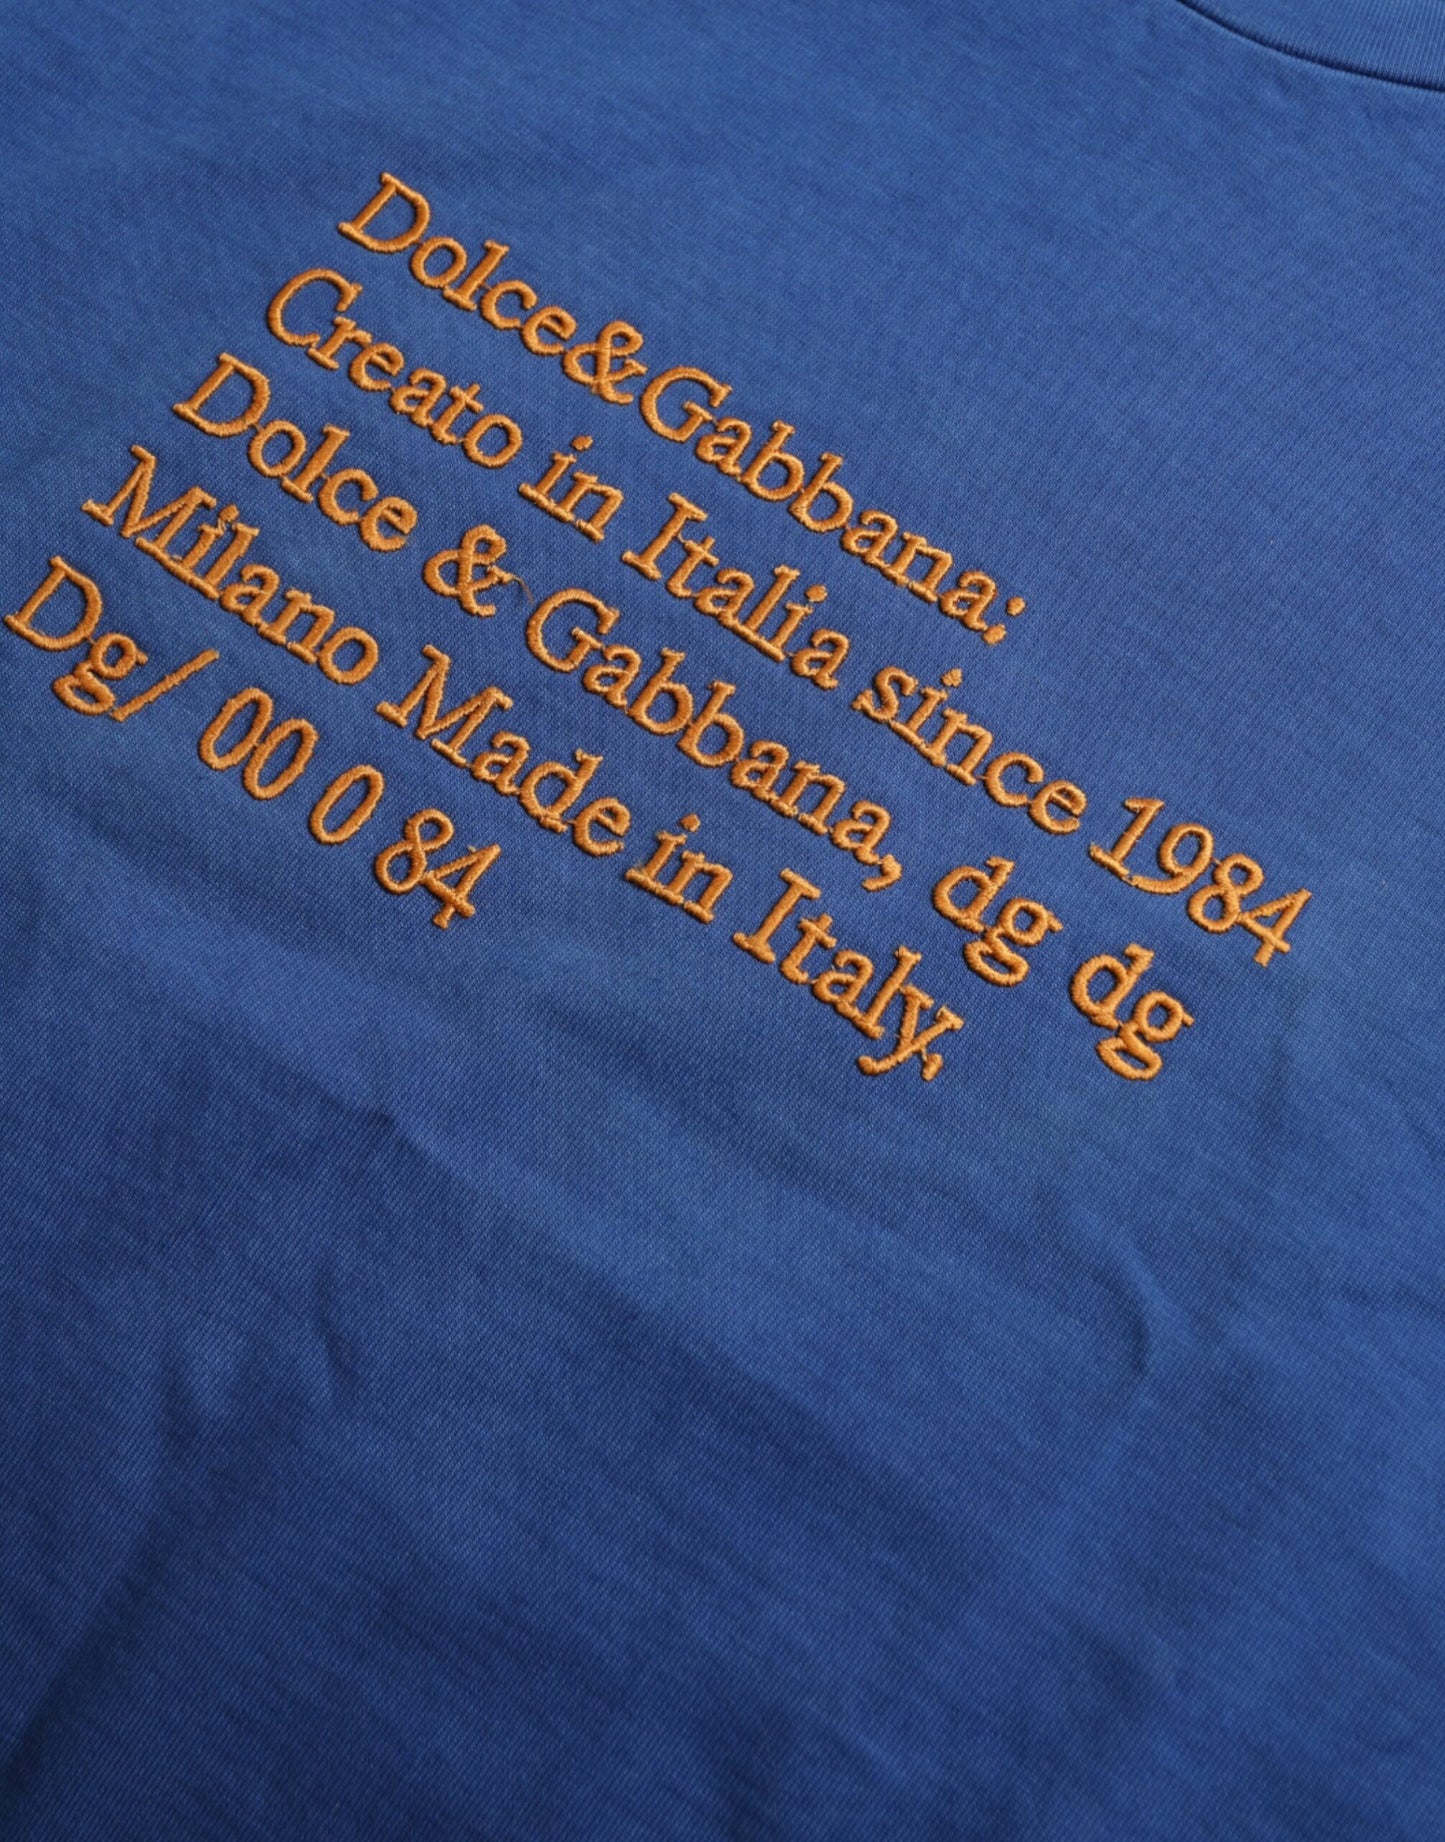 Dolce&Gabbana:
Creato in Italia since 1984
Dolce & Gabbana, dg dg
Milano Made in Italy,
Dg/ 00 0 84